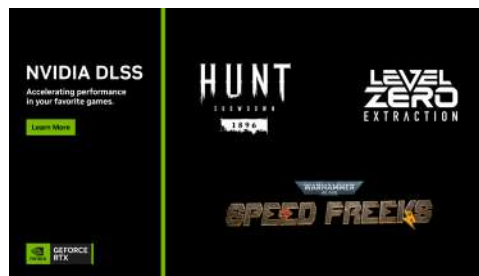 NVIDIA DLSS
Accelerating performance
in your favorite games.
Learn More
NVIDIA
GEFORCE
RTX
HUNT
SHOWDOWN
1896
LEVEL
ZERO
EXTRACTION
WARHAMMER
SPEED FREEKS